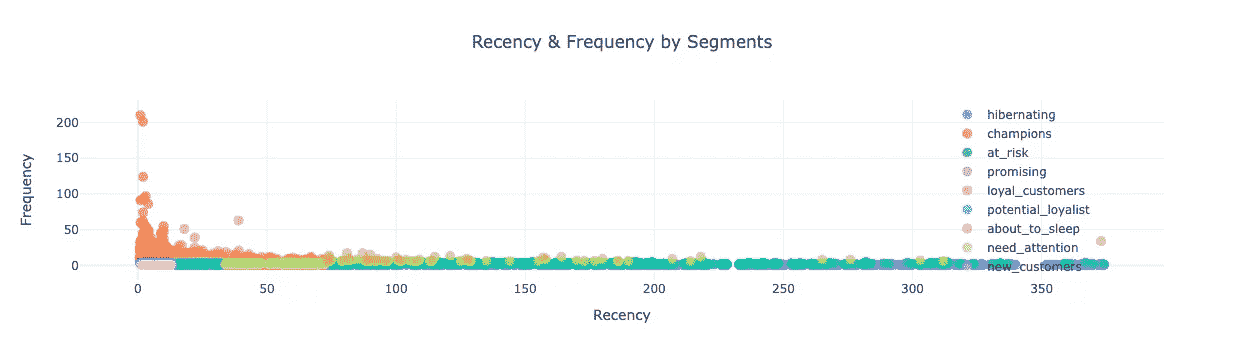 Recency & Frequency by Segments
Frequency
200
150
100
50
0
0 50 100 150 200 250 300 350
Recency
hibernating
champions
at_risk
promising
loyal_customers
potential_loyalist
about_to_sleep
need_attention
new_customers